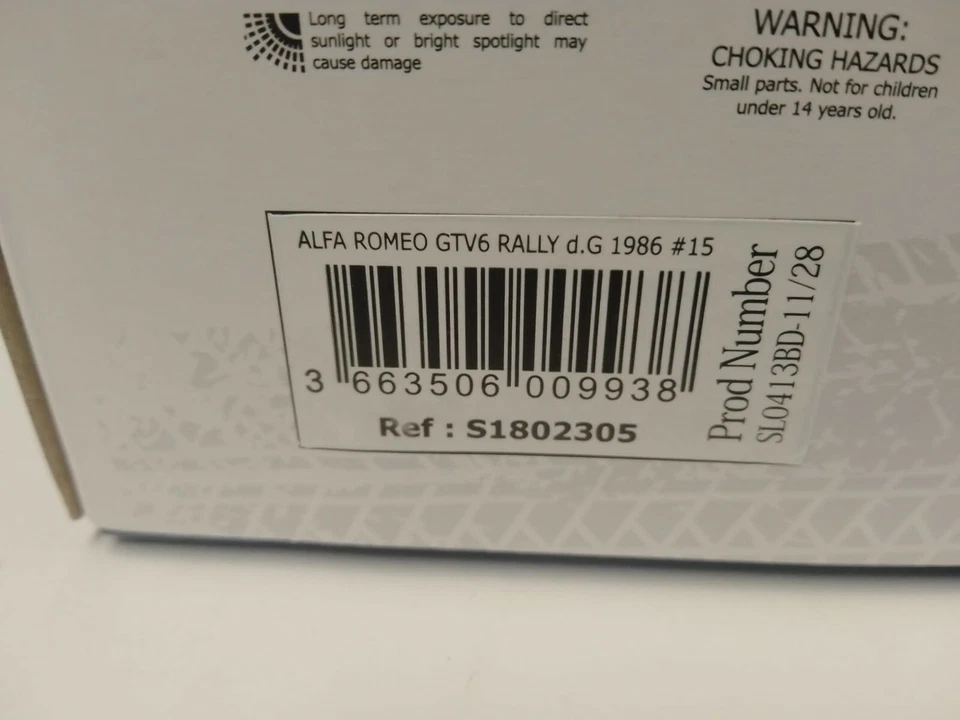 Long term exposure to direct
sunlight or bright spotlight may
cause damage
WARNING:
CHOKING HAZARDS
Small parts. Not for children
under 14 years old.
ALFA ROMEO GTV6 RALLY d.G 1986 #15
3 663506 009938
Ref : S1802305
Prod Number
SL0413BD-11/28